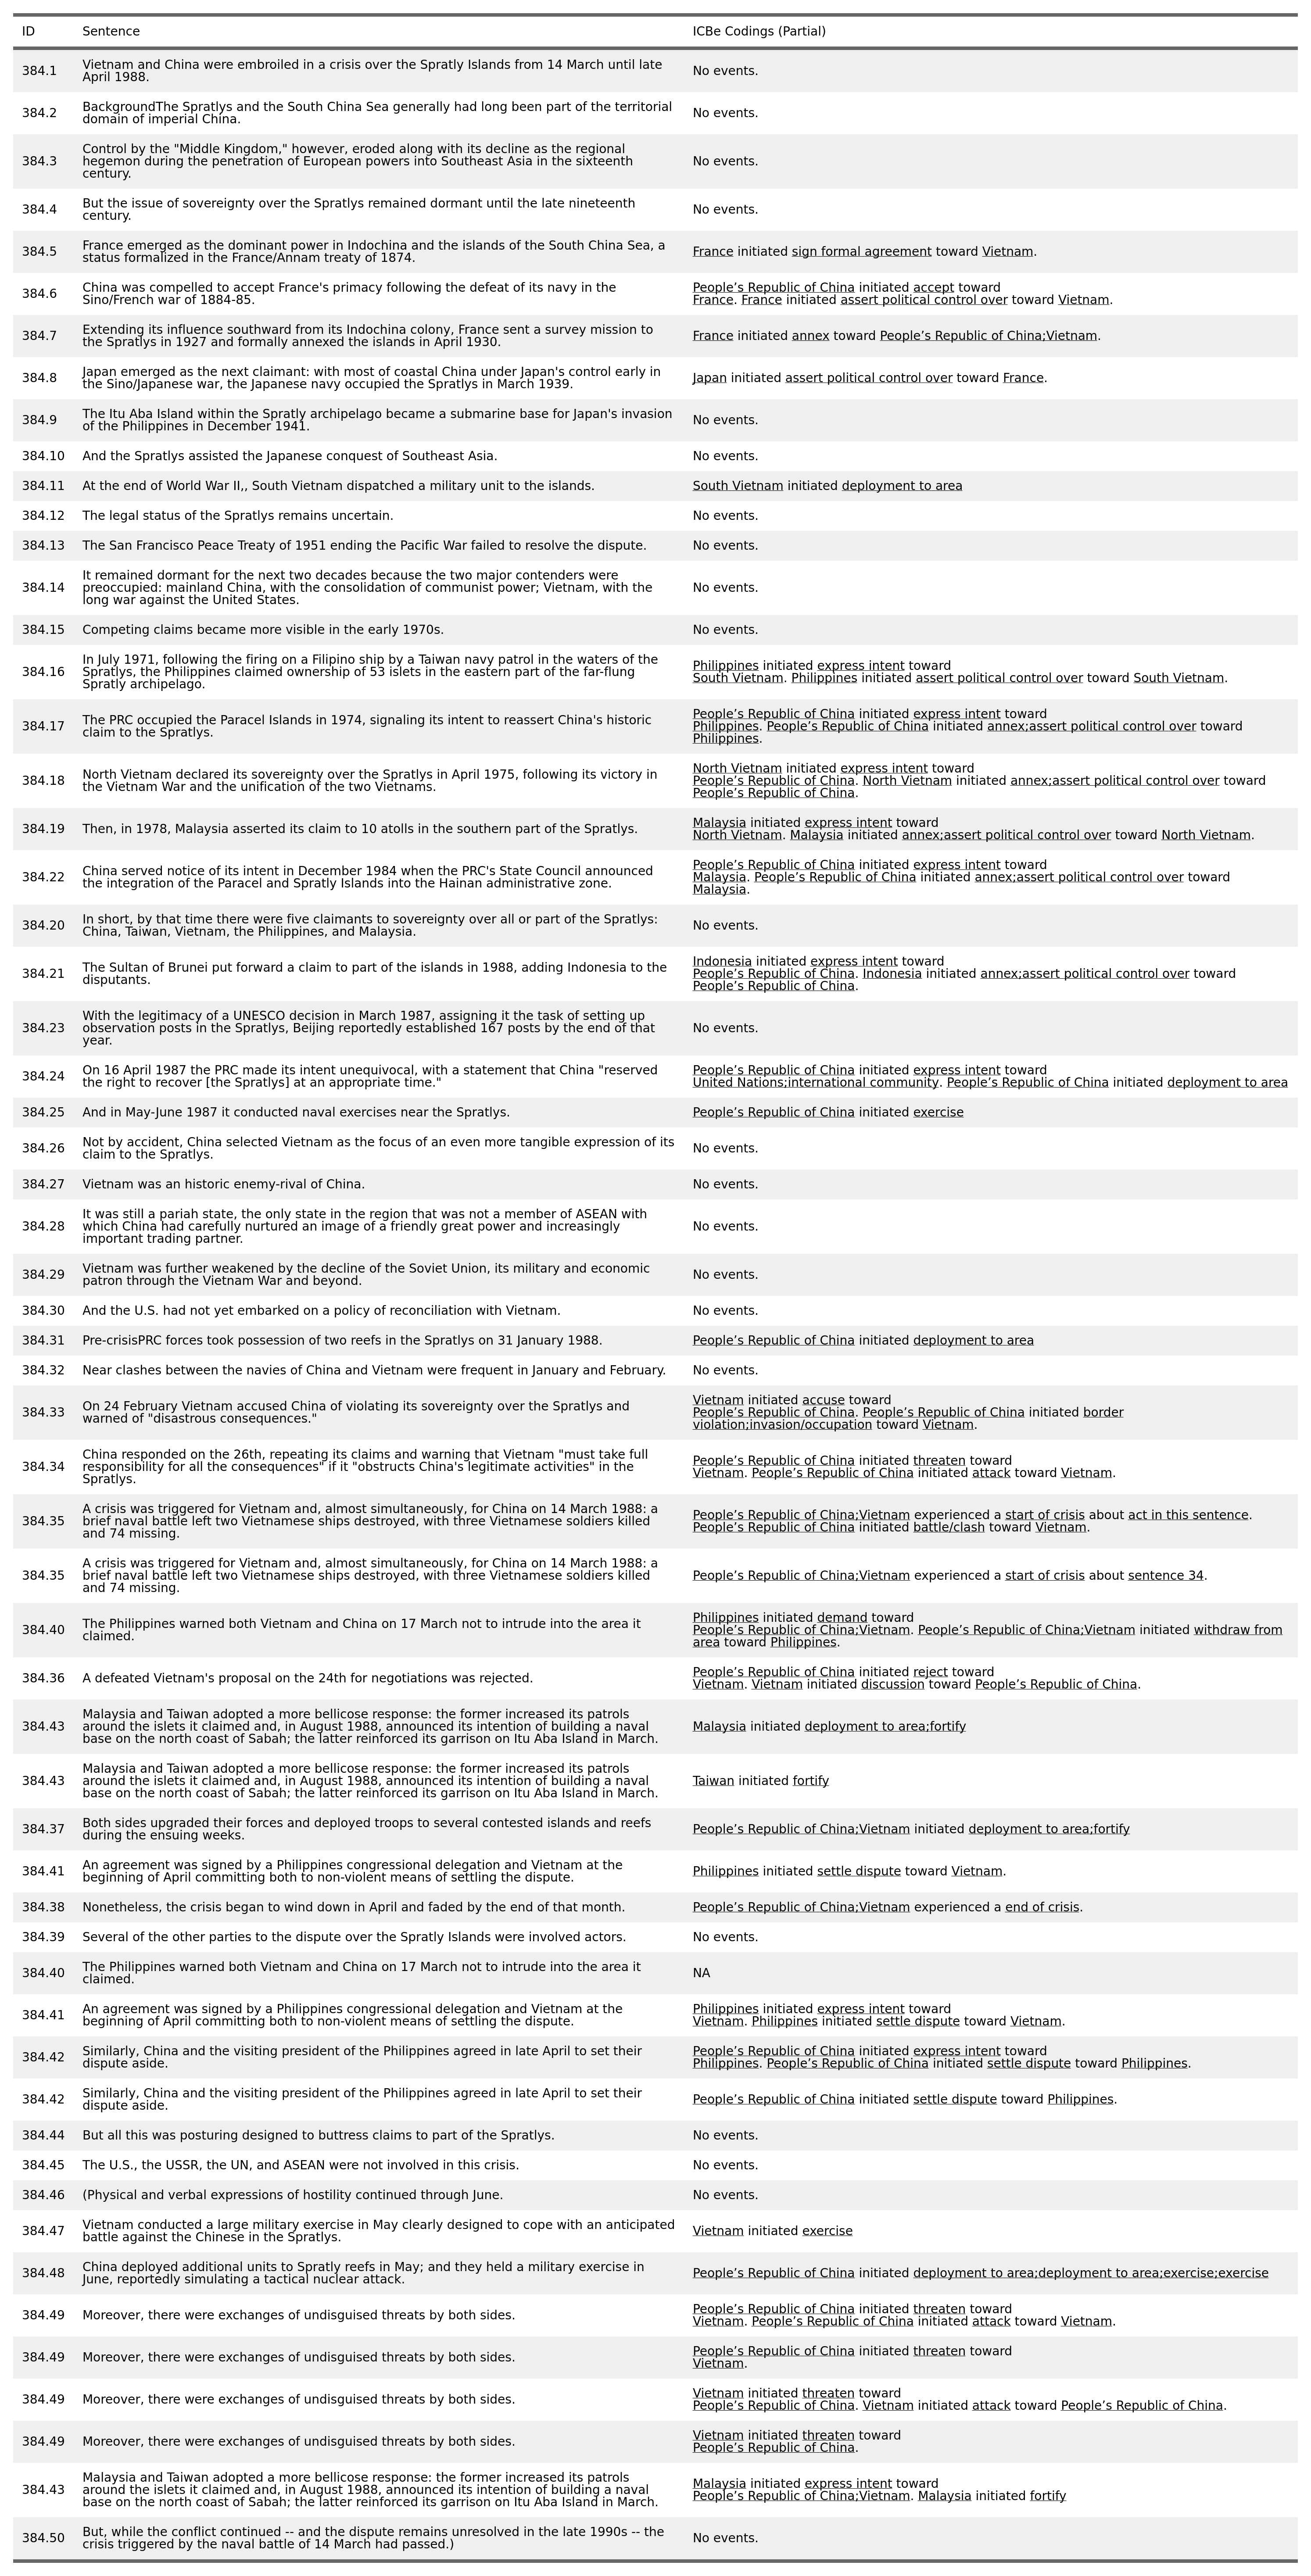 ID Sentence ICBe Codings (Partial)
384.1 Vietnam and China were embroiled in a crisis over the Spratly Islands from 14 March until late
April 1988.
No events.
384.2 BackgroundThe Spratlys and the South China Sea generally had long been part of the territorial
domain of imperial China.
No events.
384.3 Control by the "Middle Kingdom," however, eroded along with its decline as the regional
hegemon during the penetration of European powers into Southeast Asia in the sixteenth
century.
No events.
384.4 But the issue of sovereignty over the Spratlys remained dormant until the late nineteenth
century.
No events.
384.5 France emerged as the dominant power in Indochina and the islands of the South China Sea, a
status formalized in the France/Annam treaty of 1874.
France initiated sign formal agreement toward Vietnam.
384.6 China was compelled to accept France's primacy following the defeat of its navy in the
Sino/French war of 1884-85.
People’s Republic of China initiated accept toward
France. France initiated assert political control over toward Vietnam.
384.7 Extending its influence southward from its Indochina colony, France sent a survey mission to
the Spratlys in 1927 and formally annexed the islands in April 1930.
France initiated annex toward People’s Republic of China;Vietnam.
384.8 Japan emerged as the next claimant: with most of coastal China under Japan's control early in
the Sino/Japanese war, the Japanese navy occupied the Spratlys in March 1939.
Japan initiated assert political control over toward France.
384.9 The Itu Aba Island within the Spratly archipelago became a submarine base for Japan's invasion
of the Philippines in December 1941.
No events.
384.10 And the Spratlys assisted the Japanese conquest of Southeast Asia.
No events.
384.11 At the end of World War II,, South Vietnam dispatched a military unit to the islands.
South Vietnam initiated deployment to area
384.12 The legal status of the Spratlys remains uncertain.
No events.
384.13 The San Francisco Peace Treaty of 1951 ending the Pacific War failed to resolve the dispute.
No events.
384.14 It remained dormant for the next two decades because the two major contenders were
preoccupied: mainland China, with the consolidation of communist power; Vietnam, with the
long war against the United States.
No events.
384.15 Competing claims became more visible in the early 1970s.
No events.
384.16 In July 1971, following the firing on a Filipino ship by a Taiwan navy patrol in the waters of the
Spratlys, the Philippines claimed ownership of 53 islets in the eastern part of the far-flung
Spratly archipelago.
Philippines initiated express intent toward
South Vietnam. Philippines initiated assert political control over toward South Vietnam.
384.17 The PRC occupied the Paracel Islands in 1974, signaling its intent to reassert China's historic
claim to the Spratlys.
People’s Republic of China initiated express intent toward
Philippines. People’s Republic of China initiated annex;assert political control over toward
Philippines.
384.18 North Vietnam declared its sovereignty over the Spratlys in April 1975, following its victory in
the Vietnam War and the unification of the two Vietnams.
North Vietnam initiated express intent toward
People’s Republic of China. North Vietnam initiated annex;assert political control over toward
People’s Republic of China.
384.19 Then, in 1978, Malaysia asserted its claim to 10 atolls in the southern part of the Spratlys.
Malaysia initiated express intent toward
North Vietnam. Malaysia initiated annex;assert political control over toward North Vietnam.
384.22 China served notice of its intent in December 1984 when the PRC's State Council announced
the integration of the Paracel and Spratly Islands into the Hainan administrative zone.
People’s Republic of China initiated express intent toward
Malaysia. People’s Republic of China initiated annex;assert political control over toward
Malaysia.
384.20 In short, by that time there were five claimants to sovereignty over all or part of the Spratlys:
China, Taiwan, Vietnam, the Philippines, and Malaysia.
No events.
384.21 The Sultan of Brunei put forward a claim to part of the islands in 1988, adding Indonesia to the
disputants.
Indonesia initiated express intent toward
People’s Republic of China. Indonesia initiated annex;assert political control over toward
People’s Republic of China.
384.23 With the legitimacy of a UNESCO decision in March 1987, assigning it the task of setting up
observation posts in the Spratlys, Beijing reportedly established 167 posts by the end of that
year.
No events.
384.24 On 16 April 1987 the PRC made its intent unequivocal, with a statement that China "reserved
the right to recover [the Spratlys] at an appropriate time."
People’s Republic of China initiated express intent toward
United Nations;international community. People’s Republic of China initiated deployment to area
384.25 And in May-June 1987 it conducted naval exercises near the Spratlys.
People’s Republic of China initiated exercise
384.26 Not by accident, China selected Vietnam as the focus of an even more tangible expression of its
claim to the Spratlys.
No events.
384.27 Vietnam was an historic enemy-rival of China.
No events.
384.28 It was still a pariah state, the only state in the region that was not a member of ASEAN with
which China had carefully nurtured an image of a friendly great power and increasingly
important trading partner.
No events.
384.29 Vietnam was further weakened by the decline of the Soviet Union, its military and economic
patron through the Vietnam War and beyond.
No events.
384.30 And the U.S. had not yet embarked on a policy of reconciliation with Vietnam.
No events.
384.31 Pre-crisisPRC forces took possession of two reefs in the Spratlys on 31 January 1988.
People’s Republic of China initiated deployment to area
384.32 Near clashes between the navies of China and Vietnam were frequent in January and February.
No events.
384.33 On 24 February Vietnam accused China of violating its sovereignty over the Spratlys and
warned of "disastrous consequences."
Vietnam initiated accuse toward
People’s Republic of China. People’s Republic of China initiated border
violation;invasion/occupation toward Vietnam.
384.34 China responded on the 26th, repeating its claims and warning that Vietnam "must take full
responsibility for all the consequences" if it "obstructs China's legitimate activities" in the
Spratlys.
People’s Republic of China initiated threaten toward
Vietnam. People’s Republic of China initiated attack toward Vietnam.
384.35 A crisis was triggered for Vietnam and, almost simultaneously, for China on 14 March 1988: a
brief naval battle left two Vietnamese ships destroyed, with three Vietnamese soldiers killed
and 74 missing.
People’s Republic of China;Vietnam experienced a start of crisis about act in this sentence.
People’s Republic of China initiated battle/clash toward Vietnam.
384.35 A crisis was triggered for Vietnam and, almost simultaneously, for China on 14 March 1988: a
brief naval battle left two Vietnamese ships destroyed, with three Vietnamese soldiers killed
and 74 missing.
People’s Republic of China;Vietnam experienced a start of crisis about sentence 34.
384.40 The Philippines warned both Vietnam and China on 17 March not to intrude into the area it
claimed.
Philippines initiated demand toward
People’s Republic of China;Vietnam. People’s Republic of China;Vietnam initiated withdraw from
area toward Philippines.
384.36 A defeated Vietnam's proposal on the 24th for negotiations was rejected.
People’s Republic of China initiated reject toward
Vietnam. Vietnam initiated discussion toward People’s Republic of China.
384.43 Malaysia and Taiwan adopted a more bellicose response: the former increased its patrols
around the islets it claimed and, in August 1988, announced its intention of building a naval
base on the north coast of Sabah; the latter reinforced its garrison on Itu Aba Island in March.
Malaysia initiated deployment to area;fortify
384.43 Malaysia and Taiwan adopted a more bellicose response: the former increased its patrols
around the islets it claimed and, in August 1988, announced its intention of building a naval
base on the north coast of Sabah; the latter reinforced its garrison on Itu Aba Island in March.
Taiwan initiated fortify
384.37 Both sides upgraded their forces and deployed troops to several contested islands and reefs
during the ensuing weeks.
People’s Republic of China;Vietnam initiated deployment to area;fortify
384.41 An agreement was signed by a Philippines congressional delegation and Vietnam at the
beginning of April committing both to non-violent means of settling the dispute.
Philippines initiated settle dispute toward Vietnam.
384.38 Nonetheless, the crisis began to wind down in April and faded by the end of that month.
People’s Republic of China;Vietnam experienced a end of crisis.
384.39 Several of the other parties to the dispute over the Spratly Islands were involved actors.
No events.
384.40 The Philippines warned both Vietnam and China on 17 March not to intrude into the area it
claimed.
NA
384.41 An agreement was signed by a Philippines congressional delegation and Vietnam at the
beginning of April committing both to non-violent means of settling the dispute.
Philippines initiated express intent toward
Vietnam. Philippines initiated settle dispute toward Vietnam.
384.42 Similarly, China and the visiting president of the Philippines agreed in late April to set their
dispute aside.
People’s Republic of China initiated express intent toward
Philippines. People’s Republic of China initiated settle dispute toward Philippines.
384.42 Similarly, China and the visiting president of the Philippines agreed in late April to set their
dispute aside.
People’s Republic of China initiated settle dispute toward Philippines.
384.44 But all this was posturing designed to buttress claims to part of the Spratlys.
No events.
384.45 The U.S., the USSR, the UN, and ASEAN were not involved in this crisis.
No events.
384.46 (Physical and verbal expressions of hostility continued through June.
No events.
384.47 Vietnam conducted a large military exercise in May clearly designed to cope with an anticipated
battle against the Chinese in the Spratlys.
Vietnam initiated exercise
384.48 China deployed additional units to Spratly reefs in May; and they held a military exercise in
June, reportedly simulating a tactical nuclear attack.
People’s Republic of China initiated deployment to area;deployment to area;exercise;exercise
384.49 Moreover, there were exchanges of undisguised threats by both sides.
People’s Republic of China initiated threaten toward
Vietnam. People’s Republic of China initiated attack toward Vietnam.
384.49 Moreover, there were exchanges of undisguised threats by both sides.
People’s Republic of China initiated threaten toward
Vietnam.
384.49 Moreover, there were exchanges of undisguised threats by both sides.
Vietnam initiated threaten toward
People’s Republic of China. Vietnam initiated attack toward People’s Republic of China.
384.49 Moreover, there were exchanges of undisguised threats by both sides.
Vietnam initiated threaten toward
People’s Republic of China.
384.43 Malaysia and Taiwan adopted a more bellicose response: the former increased its patrols
around the islets it claimed and, in August 1988, announced its intention of building a naval
base on the north coast of Sabah; the latter reinforced its garrison on Itu Aba Island in March.
Malaysia initiated express intent toward
People’s Republic of China;Vietnam. Malaysia initiated fortify
384.50 But, while the conflict continued -- and the dispute remains unresolved in the late 1990s -- the
crisis triggered by the naval battle of 14 March had passed.)
No events.